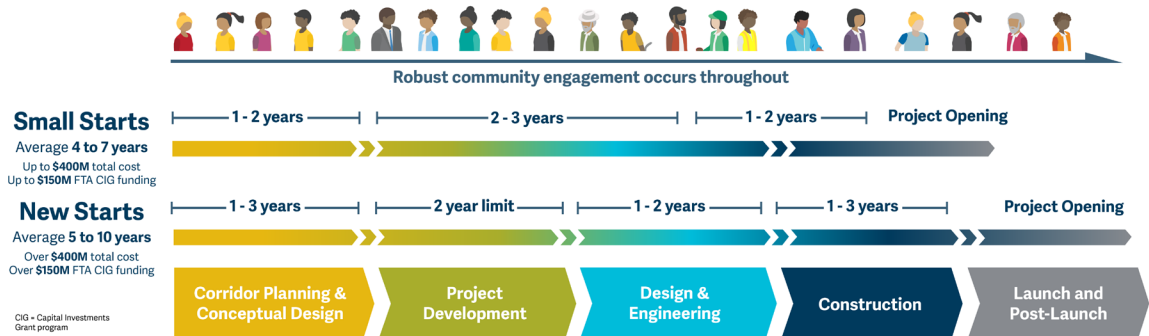 Robust community engagement occurs throughout
Small Starts
Average 4 to 7 years
Up to $400M total cost
Up to $150M FTA CIG funding
1 - 2 years
2 - 3 years
1 - 2 years
Project Opening
New Starts
Average 5 to 10 years
Over $400M total cost
Over $150M FTA CIG funding
1 - 3 years
2 year limit
1 - 2 years
1 - 3 years
Project Opening
Corridor Planning &
Conceptual Design
Project
Development
Design &
Engineering
Construction
Launch and
Post-Launch
CIG = Capital Investments
Grant program